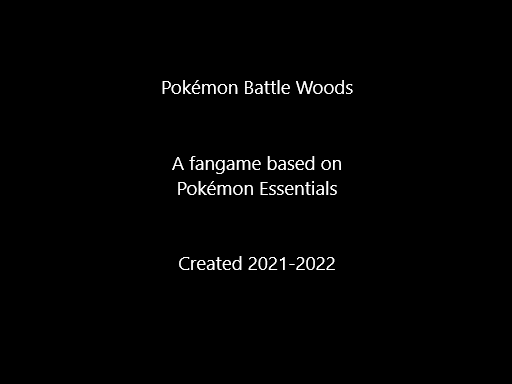 Pokémon Battle Woods
A fangame based on
Pokémon Essentials
Created 2021-2022